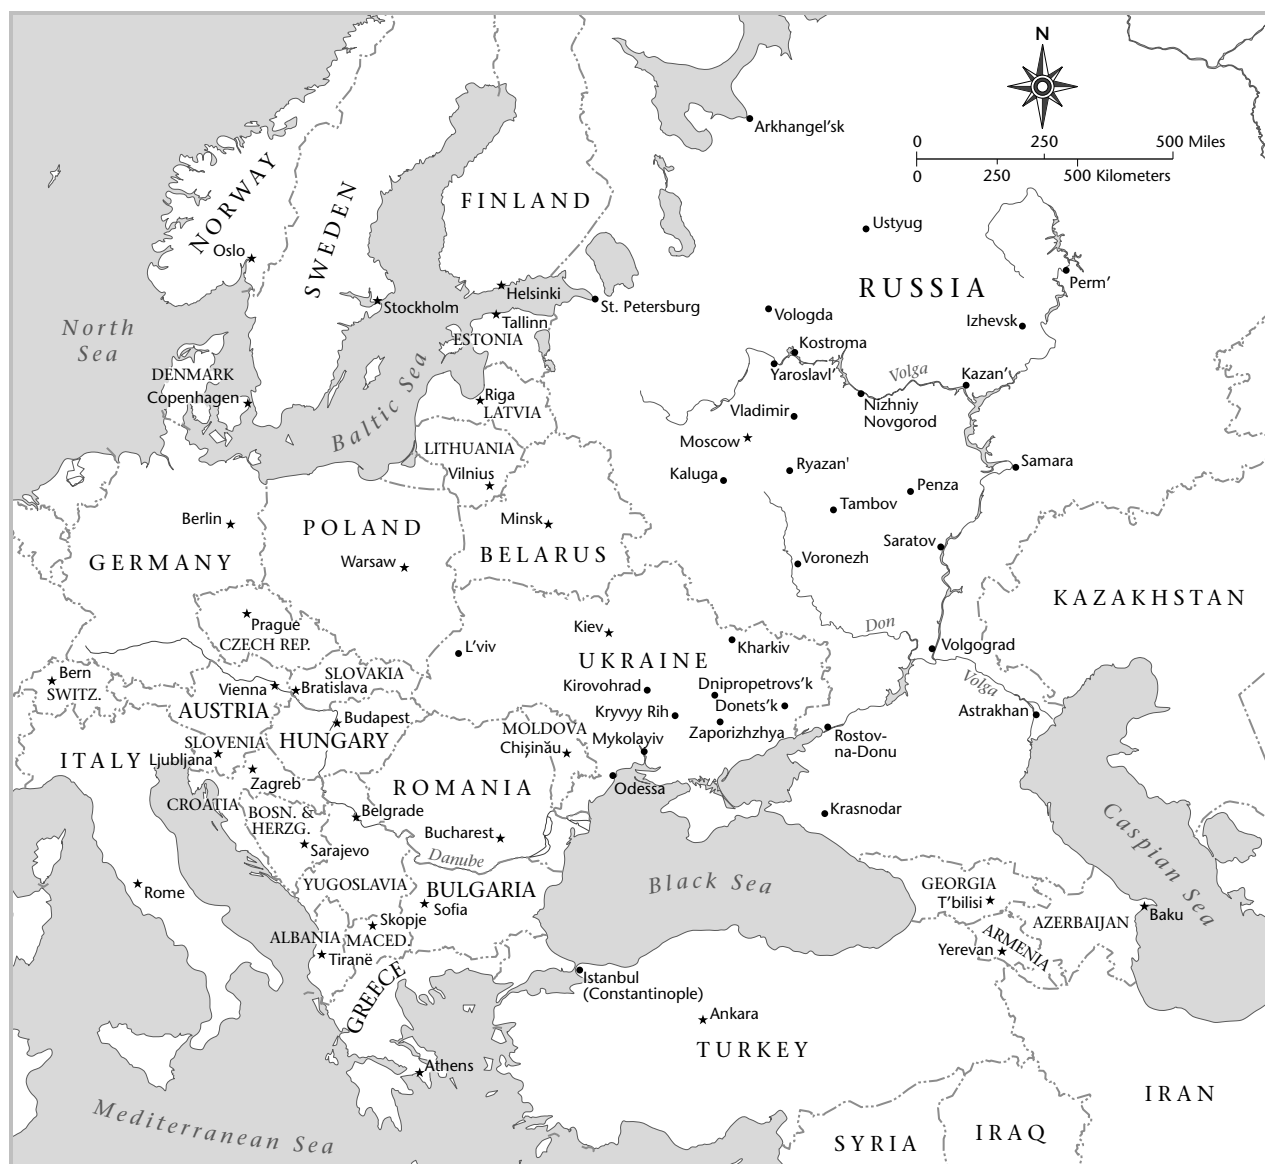 N
Arkhangel’sk
0 250 500 Miles
0 250 500 Kilometers
NORWAY
SWEDEN
FINLAND
Ustyug
Oslo
RUSSIA
Perm’
Stockholm
Helsinki
St. Petersburg
Vologda
Izhevsk
North
Sea
Tallinn
ESTONIA
Kostroma
Yaroslavl’
Volga
Kazan’
DENMARK
Copenhagen
Baltic Sea
Riga
LATVIA
Vladimir
Nizhniy
Novgorod
Moscow
LITHUANIA
Vilnius
Kaluga
Ryazan'
Samara
Penza
Tambov
Berlin
POLAND
Minsk
Saratov
GERMANY
Warsaw
BELARUS
Voronezh
KAZAKHSTAN
Prague
CZECH REP.
Kiev
Don
L’viv
UKRAINE
Kharkiv
Volgograd
Bern
SWITZ.
Vienna
SLOVAKIA
Bratislava
Kirovohrad
Dnipropetrovs’k
Donets’k
Volga
AUSTRIA
Budapest
Kryvyy Rih
Zaporizhzhya
Astrakhan
HUNGARY
MOLDOVA
Chişinău
Mykolayiv
Rostov-
na-Donu
ITALY
SLOVENIA
Ljubljana
Zagreb
ROMANIA
Odessa
CROATIA
BOSN. &
HERZG.
Belgrade
Krasnodar
Bucharest
Sarajevo
Danube
Caspian Sea
Rome
YUGOSLAVIA
BULGARIA
Sofia
Black Sea
GEORGIA
T’bilisi
Skopje
AZERBAIJAN
Baku
ALBANIA
MACED.
ARMENIA
Yerevan
Tiranë
GREECE
Istanbul
(Constantinople)
Ankara
TURKEY
Athens
IRAN
Mediterranean Sea
SYRIA
IRAQ